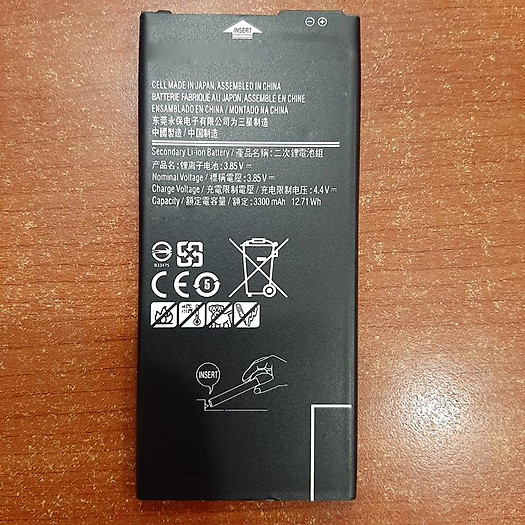 INSERT
CELL MADE IN JAPAN, ASSEMBLED IN CHINA
BATTERIE FABRIQUÉ AU JAPON, ASSEMBLÉ EN CHINE
ENSAMBLADO EN CHINA / MONTADO NA CHINA
东莞永保电子有限公司为三星制造
中國製造 / 中国制造
Secondary Li-ion Battery / 產品名稱 : 二次鋰電池組
产品名 : 锂离子电池 : 3.85 V ⎓
Nominal Voltage / 標稱電壓 : 3.85 V ⎓
Charge Voltage / 充電限制電壓 / 充电限制电压 : 4.4 V ⎓
Capacity / 額定電容量 / 額定 : 3300 mAh 12.71 Wh
R33475
CE
5
INSERT